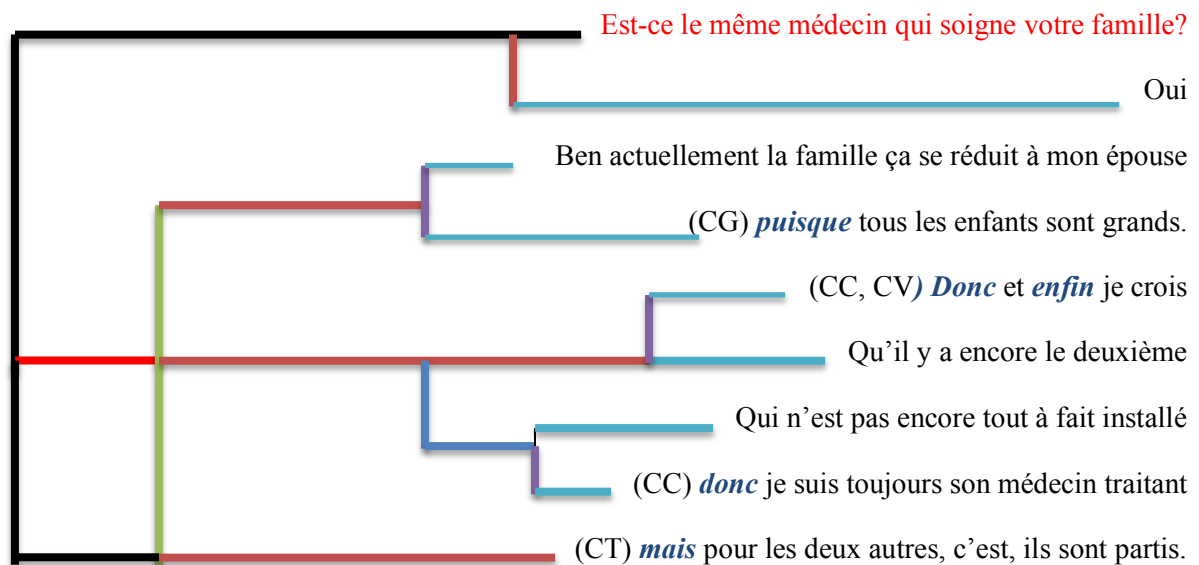 Est-ce le même médecin qui soigne votre famille?
Oui
Ben actuellement la famille ça se réduit à mon épouse
(CG) puisque tous les enfants sont grands.
(CC, CV) Donc et enfin je crois
Qu’il y a encore le deuxième
Qui n’est pas encore tout à fait installé
(CC) donc je suis toujours son médecin traitant
(CT) mais pour les deux autres, c’est, ils sont partis.